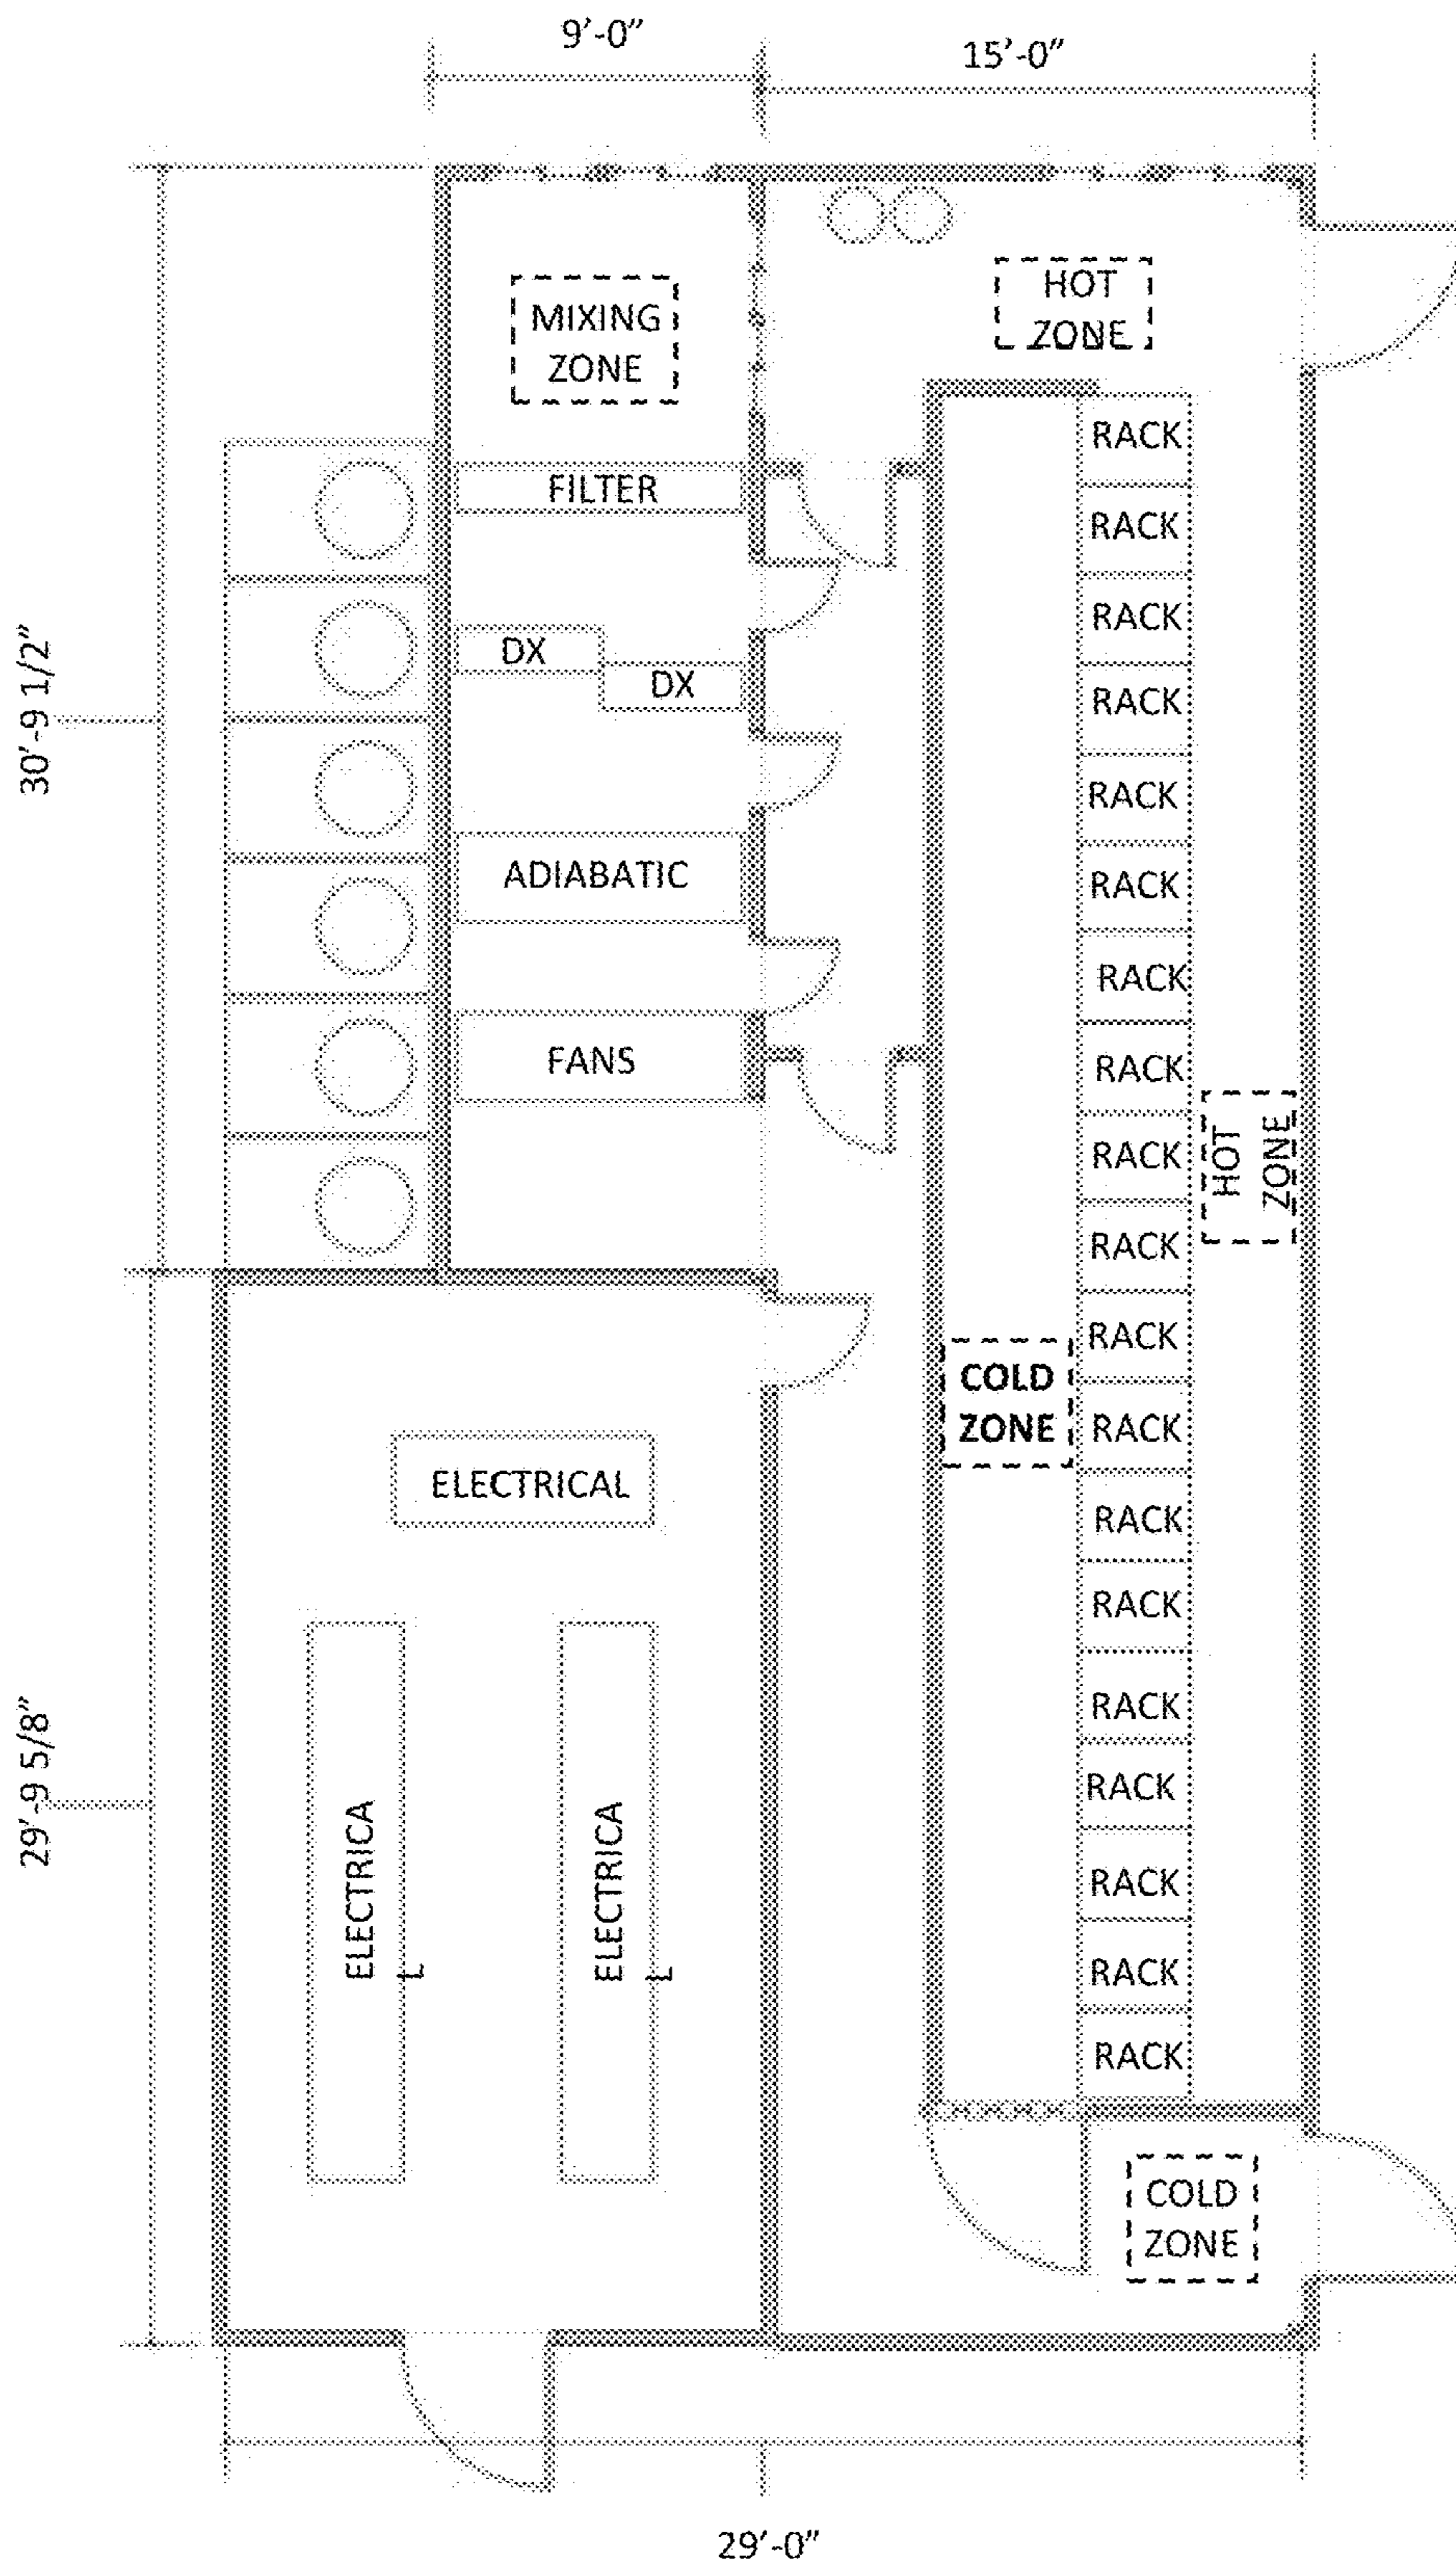 9'-0"
15'-0"
HOT
ZONE
MIXING
ZONE
RACK
FILTER
RACK
RACK
DX
DX
RACK
30'-9 1/2"
RACK
ADIABATIC
RACK
RACK
FANS
RACK
RACK
HOT
ZONE
RACK
RACK
COLD
ZONE
RACK
ELECTRICAL
RACK
RACK
RACK
RACK
29'-9 5/8"
ELECTRICA
L
ELECTRICA
L
RACK
RACK
RACK
COLD
ZONE
29'-0"